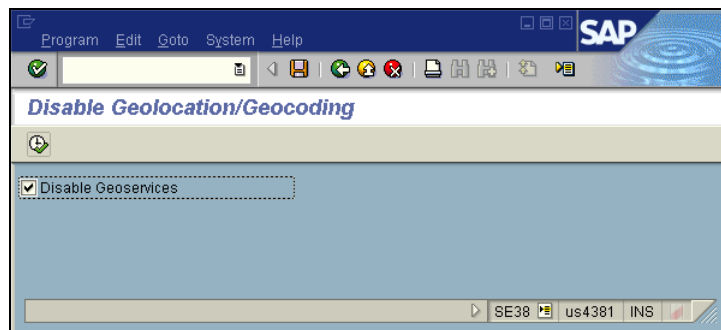 Program Edit Goto System Help
SAP
Disable Geolocation/Geocoding
Disable Geoservices
SE38 us4381 INS